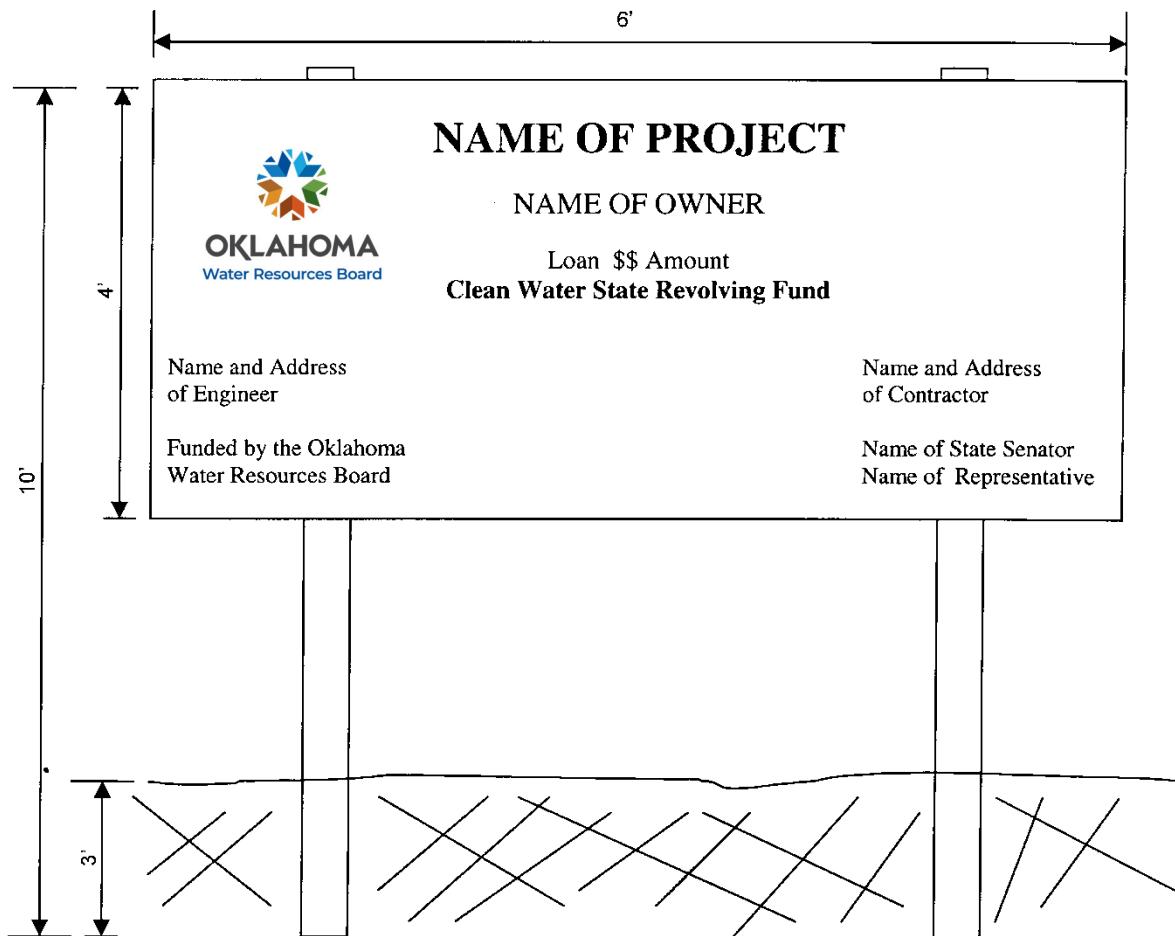 6'
NAME OF PROJECT
NAME OF OWNER
OKLAHOMA
Water Resources Board
Loan $$ Amount
Clean Water State Revolving Fund
4'
Name and Address
of Engineer
Name and Address
of Contractor
Funded by the Oklahoma
Water Resources Board
Name of State Senator
Name of Representative
10'
3'